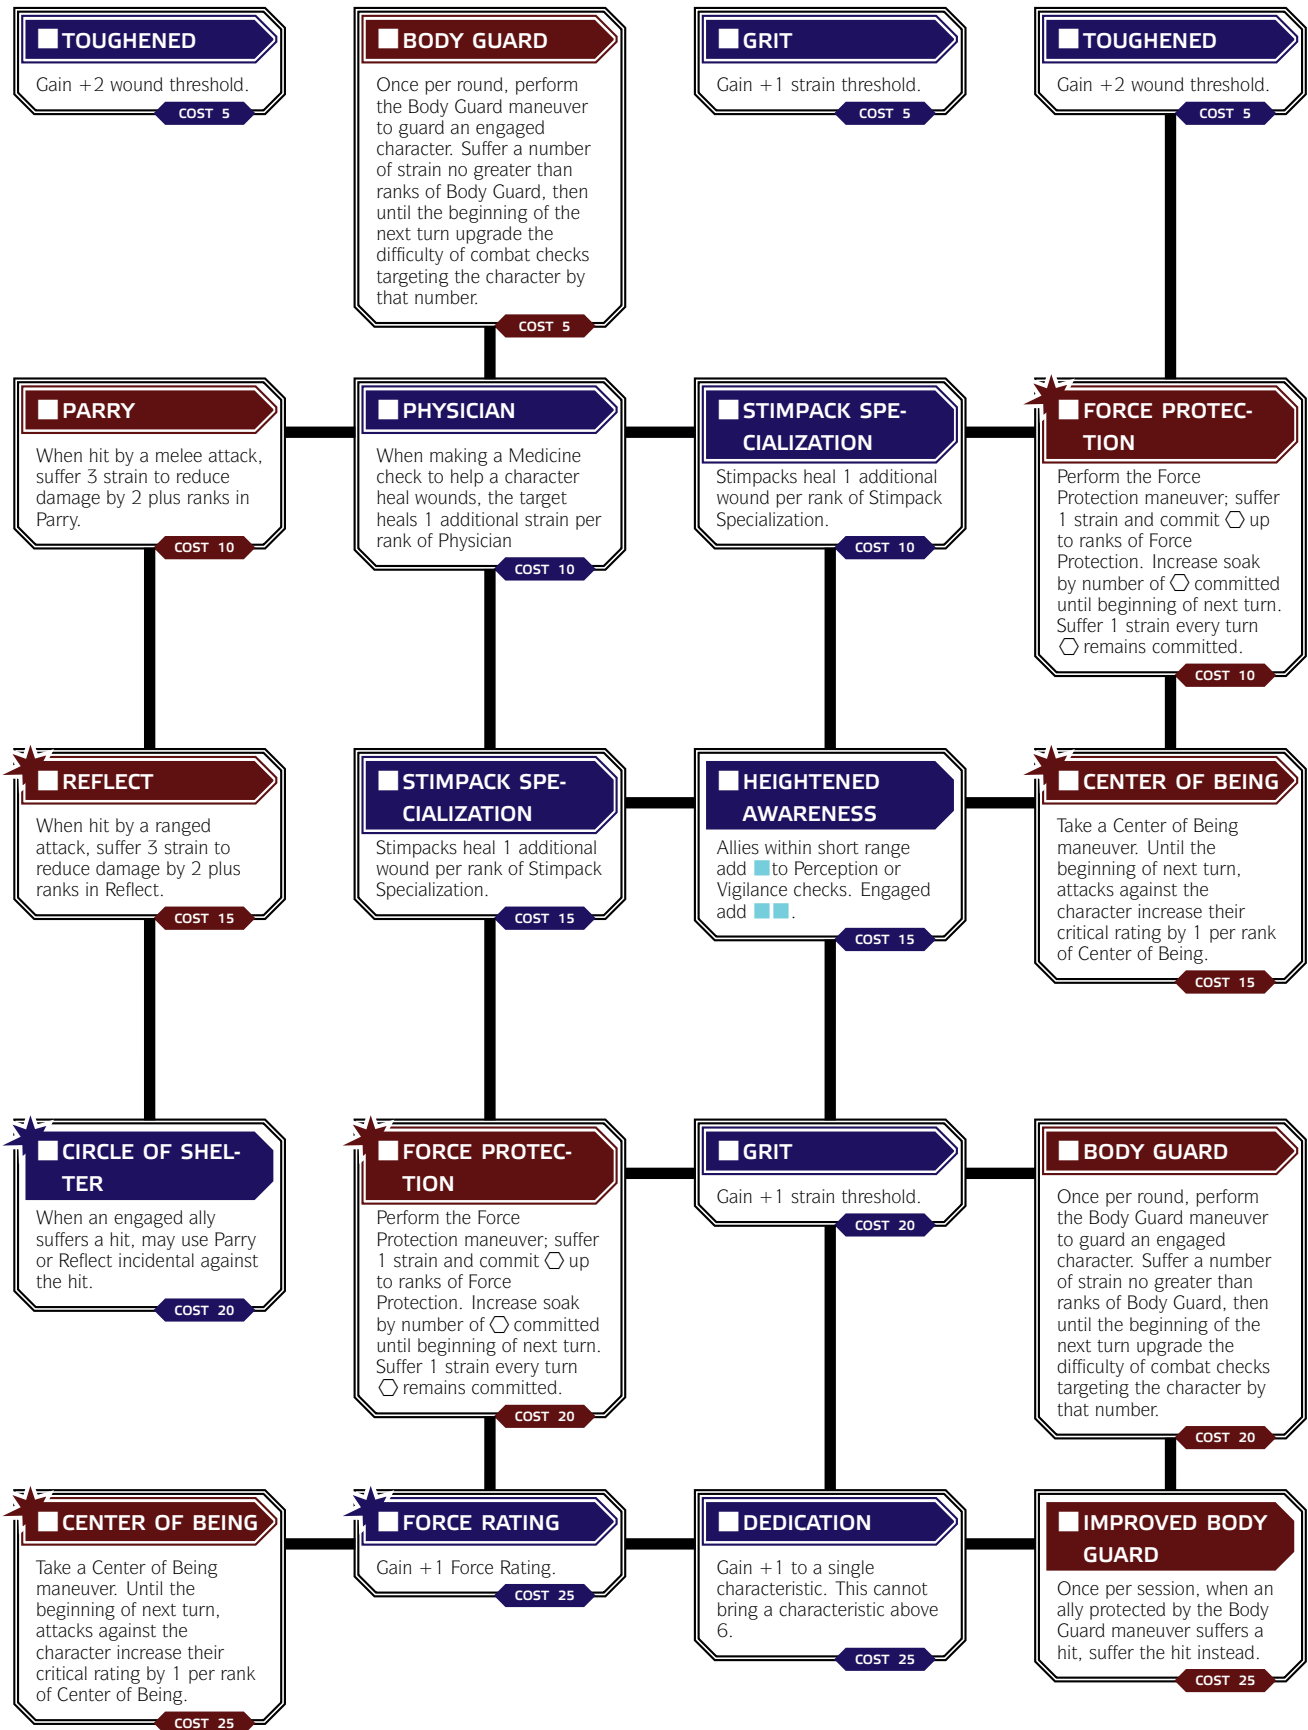 TOUGHENED
Gain +2 wound threshold.
COST 5
BODY GUARD
Once per round, perform
the Body Guard maneuver
to guard an engaged
character. Suffer a number
of strain no greater than
ranks of Body Guard, then
until the beginning of the
next turn upgrade the
difficulty of combat checks
targeting the character by
that number.
COST 5
GRIT
Gain +1 strain threshold.
COST 5
TOUGHENED
Gain +2 wound threshold.
COST 5
PARRY
When hit by a melee attack,
suffer 3 strain to reduce
damage by 2 plus ranks in
Parry.
COST 10
PHYSICIAN
When making a Medicine
check to help a character
heal wounds, the target
heals 1 additional strain per
rank of Physician
COST 10
STIMPACK SPE-
CIALIZATION
Stimpacks heal 1 additional
wound per rank of Stimpack
Specialization.
COST 10
FORCE PROTEC-
TION
Perform the Force
Protection maneuver; suffer
1 strain and commit up
to ranks of Force
Protection. Increase soak
by number of committed
until beginning of next turn.
Suffer 1 strain every turn
remains committed.
COST 10
REFLECT
When hit by a ranged
attack, suffer 3 strain to
reduce damage by 2 plus
ranks in Reflect.
COST 15
STIMPACK SPE-
CIALIZATION
Stimpacks heal 1 additional
wound per rank of Stimpack
Specialization.
COST 15
HEIGHTENED
AWARENESS
Allies within short range
add to Perception or
Vigilance checks. Engaged
add .
COST 15
CENTER OF BEING
Take a Center of Being
maneuver. Until the
beginning of next turn,
attacks against the
character increase their
critical rating by 1 per rank
of Center of Being.
COST 15
CIRCLE OF SHEL-
TER
When an engaged ally
suffers a hit, may use Parry
or Reflect incidental against
the hit.
COST 20
FORCE PROTEC-
TION
Perform the Force
Protection maneuver; suffer
1 strain and commit up
to ranks of Force
Protection. Increase soak
by number of committed
until beginning of next turn.
Suffer 1 strain every turn
remains committed.
COST 20
GRIT
Gain +1 strain threshold.
COST 20
BODY GUARD
Once per round, perform
the Body Guard maneuver
to guard an engaged
character. Suffer a number
of strain no greater than
ranks of Body Guard, then
until the beginning of the
next turn upgrade the
difficulty of combat checks
targeting the character by
that number.
COST 20
CENTER OF BEING
Take a Center of Being
maneuver. Until the
beginning of next turn,
attacks against the
character increase their
critical rating by 1 per rank
of Center of Being.
COST 25
FORCE RATING
Gain +1 Force Rating.
COST 25
DEDICATION
Gain +1 to a single
characteristic. This cannot
bring a characteristic above
6.
COST 25
IMPROVED BODY
GUARD
Once per session, when an
ally protected by the Body
Guard maneuver suffers a
hit, suffer the hit instead.
COST 25